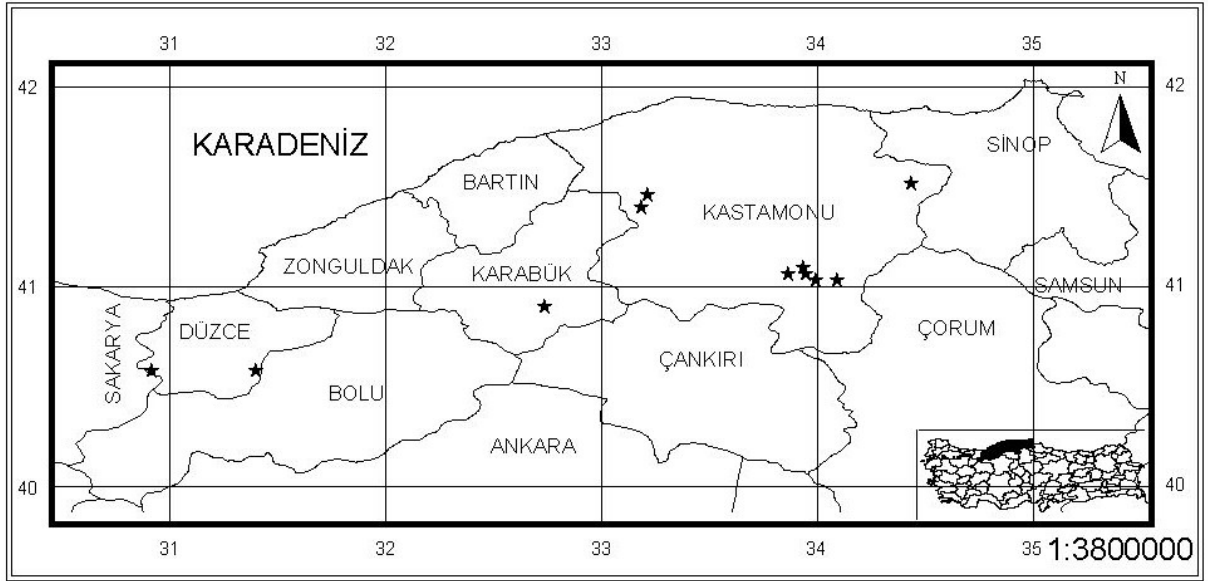 31 32 33 34 35
42 42
N
KARADENİZ
SİNOP
BARTIN
KASTAMONU
ZONGULDAK
KARABÜK
41 41
SAMSUN
DÜZCE
SAKARYA
ÇORUM
ÇANKIRI
BOLU
ANKARA
40 40
31 32 33 34 35
1:3800000